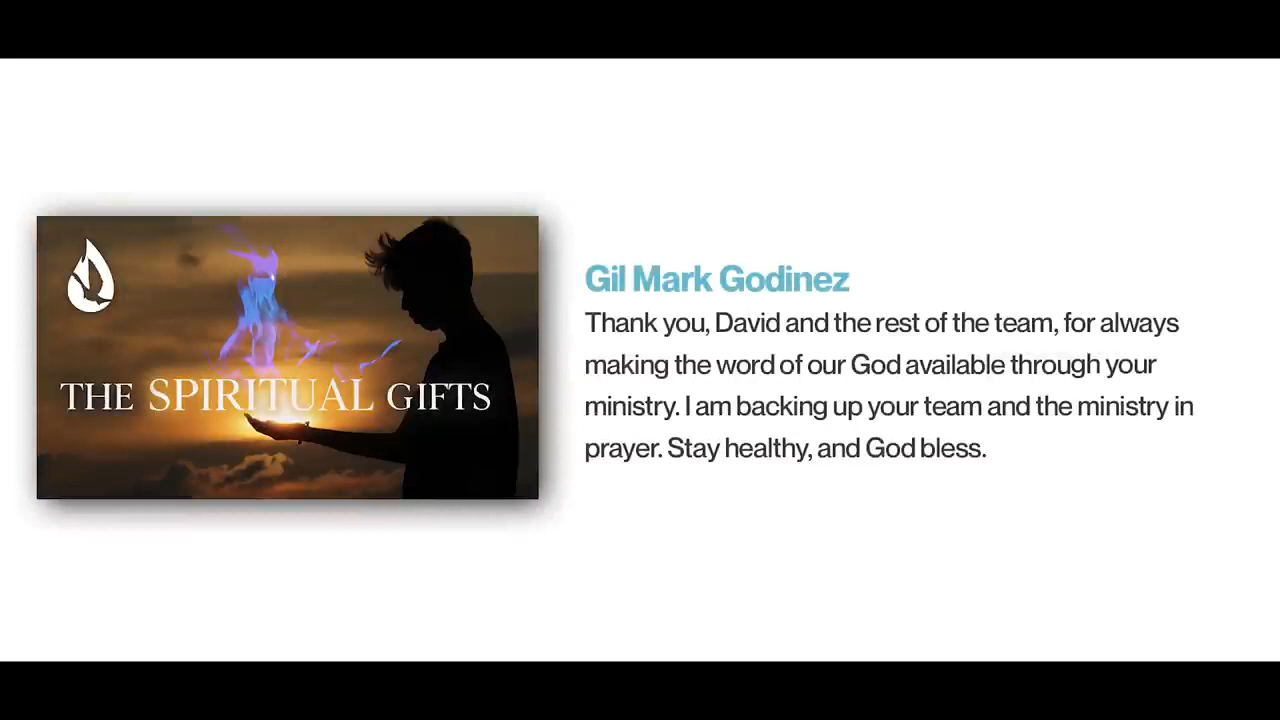 THE SPIRITUAL GIFTS
Gil Mark Godinez
Thank you, David and the rest of the team, for always
making the word of our God available through your
ministry. I am backing up your team and the ministry in
prayer. Stay healthy, and God bless.